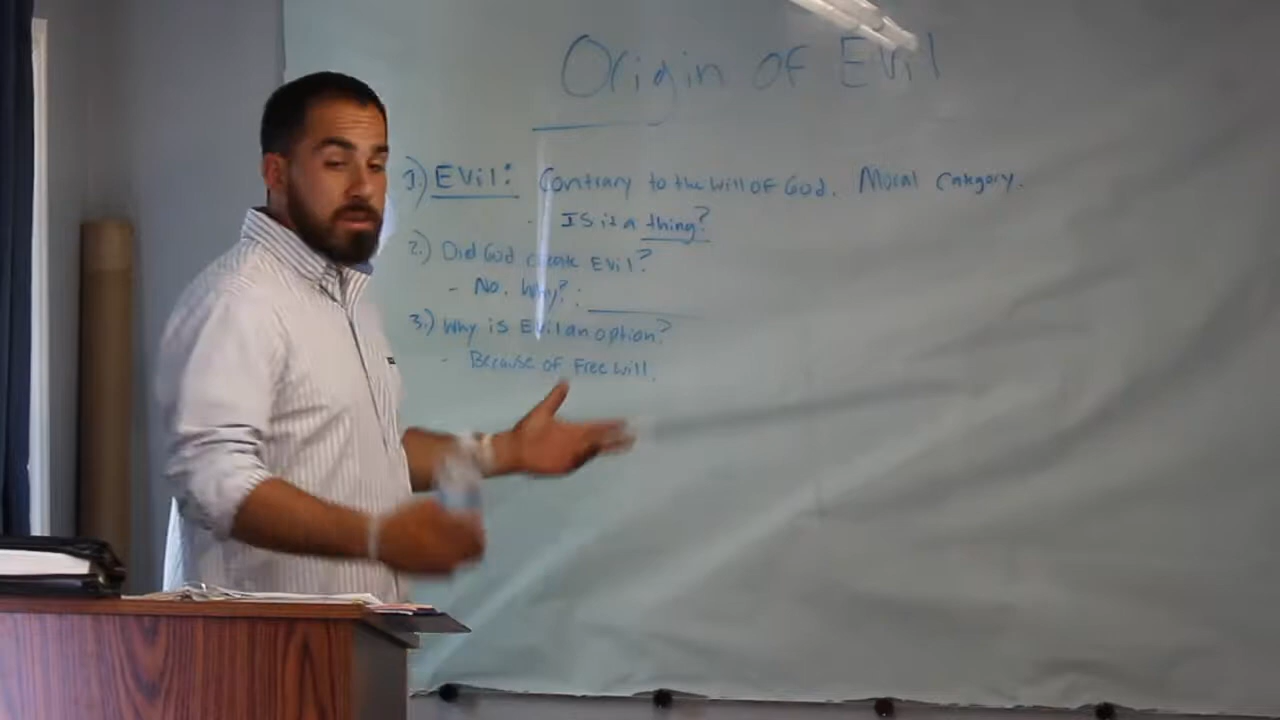 Origin of Evil
1.) Evil: Contrary to the will of God. Moral Category.
- Is it a thing?
2.) Did God create Evil?
- No. Why?: 
3.) Why is Evil an option?
- Because of Free will.